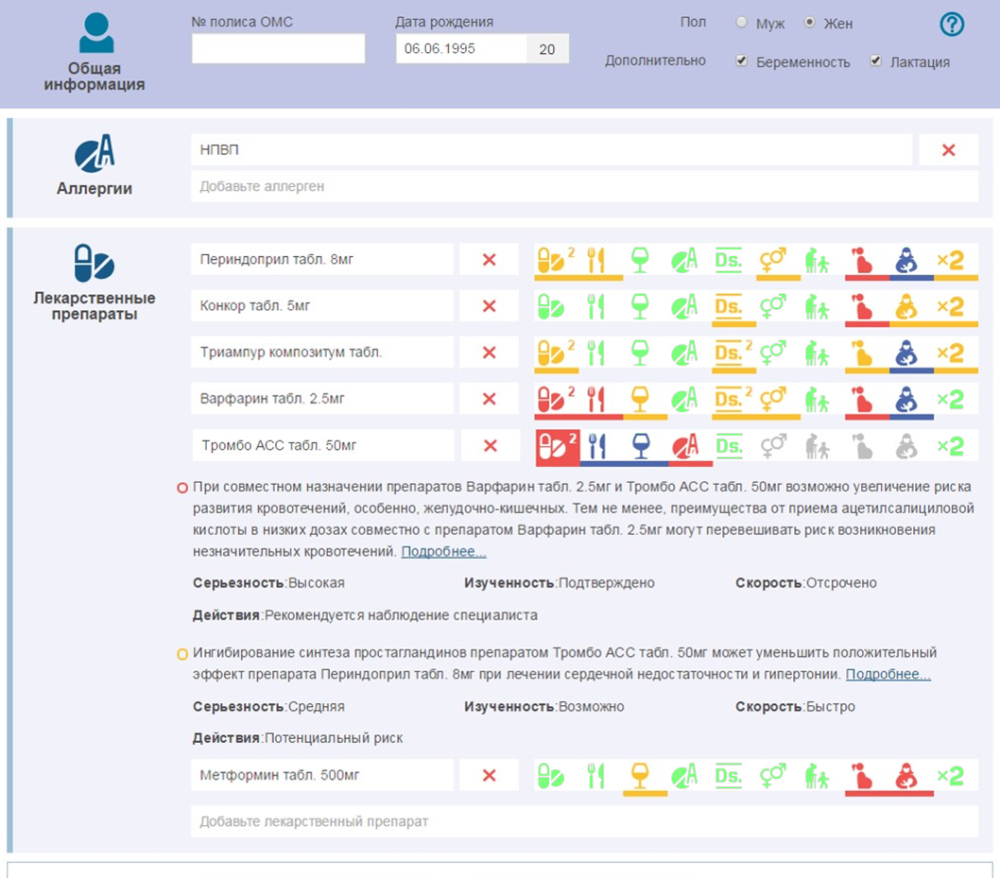 № полиса ОМС
Дата рождения
Пол
Муж
Жен
06.06.1995
20
Дополнительно
Беременность
Лактация
Общая
информация
НПВП
Добавьте аллерген
Аллергии
Периндоприл табл. 8мг
2
Ds.
×2
Лекарственные
препараты
Конкор табл. 5мг
Ds.
×2
Триампур композитум табл.
2
Ds.
2
×2
Варфарин табл. 2.5мг
2
Ds.
2
×2
Тромбо АСС табл. 50мг
2
Ds.
×2
При совместном назначении препаратов Варфарин табл. 2.5мг и Тромбо АСС табл. 50мг возможно увеличение риска
развития кровотечений, особенно, желудочно-кишечных. Тем не менее, преимущества от приема ацетилсалициловой
кислоты в низких дозах совместно с препаратом Варфарин табл. 2.5мг могут перевешивать риск возникновения
незначительных кровотечений. Подробнее...
Серьезность:Высокая
Изученность:Подтверждено
Скорость:Отсрочено
Действия:Рекомендуется наблюдение специалиста
Ингибирование синтеза простагландинов препаратом Тромбо АСС табл. 50мг может уменьшить положительный
эффект препарата Периндоприл табл. 8мг при лечении сердечной недостаточности и гипертонии. Подробнее...
Серьезность:Средняя
Изученность:Возможно
Скорость:Быстро
Действия:Потенциальный риск
Метформин табл. 500мг
Ds.
×2
Добавьте лекарственный препарат